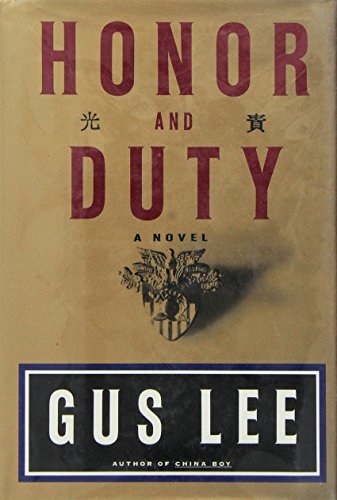 HONOR
光 AND 責
DUTY
A NOVEL
GUS LEE
AUTHOR OF CHINA BOY